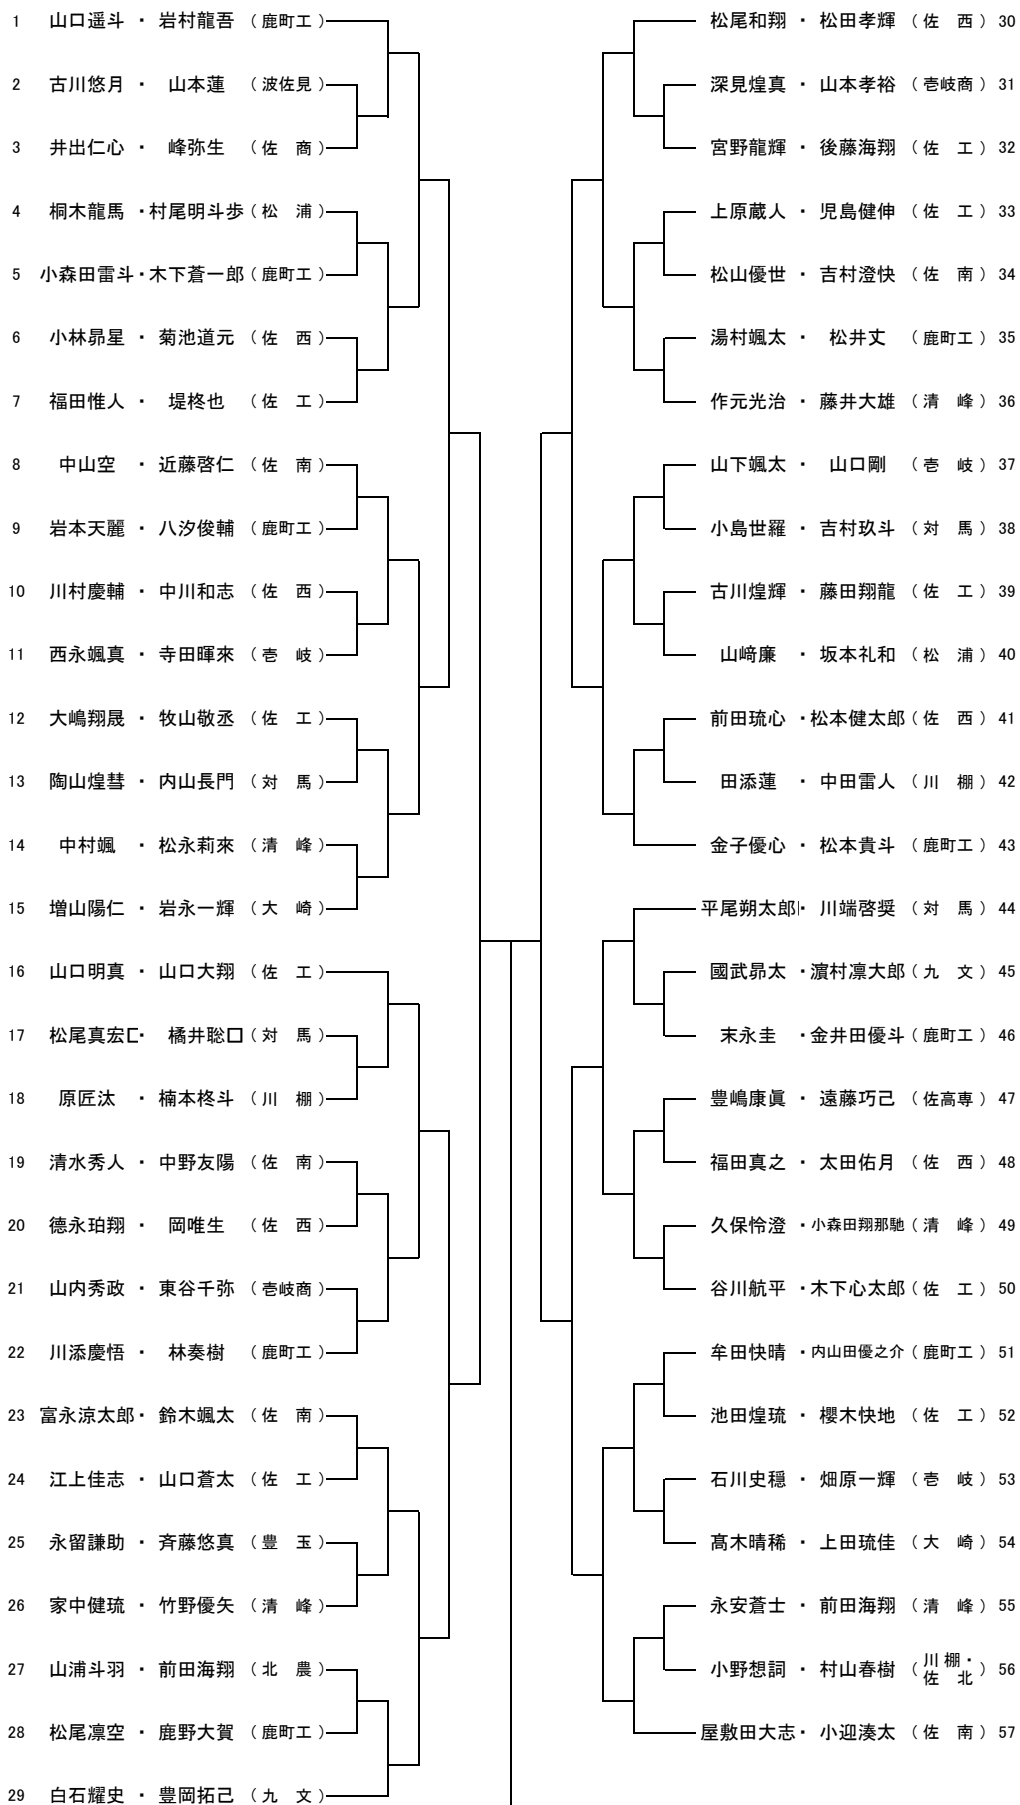 1 山口遥斗 ・ 岩村龍吾 （鹿町工）
2 古川悠月 ・ 山本蓮 （波佐見）
3 井出仁心 ・ 峰弥生 （佐　商）
4 桐木龍馬 ・村尾明斗歩（松　浦）
5 小森田雷斗・木下蒼一郎（鹿町工）
6 小林昴星 ・ 菊池道元 （佐　西）
7 福田惟人 ・ 堤柊也 （佐　工）
8 中山空 ・ 近藤啓仁 （佐　南）
9 岩本天麗 ・ 八汐俊輔 （鹿町工）
10 川村慶輔 ・ 中川和志 （佐　西）
11 西永颯真 ・ 寺田暉來 （壱　岐）
12 大嶋翔晟 ・ 牧山敬丞 （佐　工）
13 陶山煌彗 ・ 内山長門 （対　馬）
14 中村颯 ・ 松永莉來 （清　峰）
15 増山陽仁 ・ 岩永一輝 （大　崎）
16 山口明真 ・ 山口大翔 （佐　工）
17 松尾真宏 ・ 橘井聡 （対　馬）
18 原匠汰 ・ 楠本柊斗 （川　棚）
19 清水秀人 ・ 中野友陽 （佐　南）
20 德永珀翔 ・ 岡唯生 （佐　西）
21 山内秀政 ・ 東谷千弥 （壱岐商）
22 川添慶悟 ・ 林奏樹 （鹿町工）
23 富永涼太郎・ 鈴木颯太 （佐　南）
24 江上佳志 ・ 山口蒼太 （佐　工）
25 永留謙助 ・ 斉藤悠真 （豊　玉）
26 家中健琉 ・ 竹野優矢 （清　峰）
27 山浦斗羽 ・ 前田海翔 （北　農）
28 松尾凛空 ・ 鹿野大賀 （鹿町工）
29 白石耀史 ・ 豊岡拓己 （九　文）
松尾和翔 ・ 松田孝輝 （佐　西） 30
深見煌真 ・ 山本孝裕 （壱岐商） 31
宮野龍輝 ・ 後藤海翔 （佐　工） 32
上原蔵人 ・ 児島健伸 （佐　工） 33
松山優世 ・ 吉村澄快 （佐　南） 34
湯村颯太 ・ 松井丈 （鹿町工） 35
作元光治 ・ 藤井大雄 （清　峰） 36
山下颯太 ・ 山口剛 （壱　岐） 37
小島世羅 ・ 吉村玖斗 （対　馬） 38
古川煌輝 ・ 藤田翔龍 （佐　工） 39
山﨑廉 ・ 坂本礼和 （松　浦） 40
前田琉心 ・松本健太郎（佐　西） 41
田添蓮 ・ 中田雷人 （川　棚） 42
金子優心 ・ 松本貴斗 （鹿町工） 43
平尾朔太郎・ 川端啓奨 （対　馬） 44
國武昴太 ・濵村凛大郎（九　文） 45
末永圭 ・金井田優斗（鹿町工） 46
豊嶋康眞 ・ 遠藤巧己 （佐高専） 47
福田真之 ・ 太田佑月 （佐　西） 48
久保怜澄 ・小森田翔那馳（清　峰） 49
谷川航平 ・木下心太郎（佐　工） 50
牟田快晴 ・内山田優之介（鹿町工） 51
池田煌琉 ・ 櫻木快地 （佐　工） 52
石川史穏 ・ 畑原一輝 （壱　岐） 53
髙木晴稀 ・ 上田琉佳 （大　崎） 54
永安蒼士 ・ 前田海翔 （清　峰） 55
小野想詞 ・ 村山春樹 （川棚・佐　北） 56
屋敷田大志・ 小迎湊太 （佐　南） 57